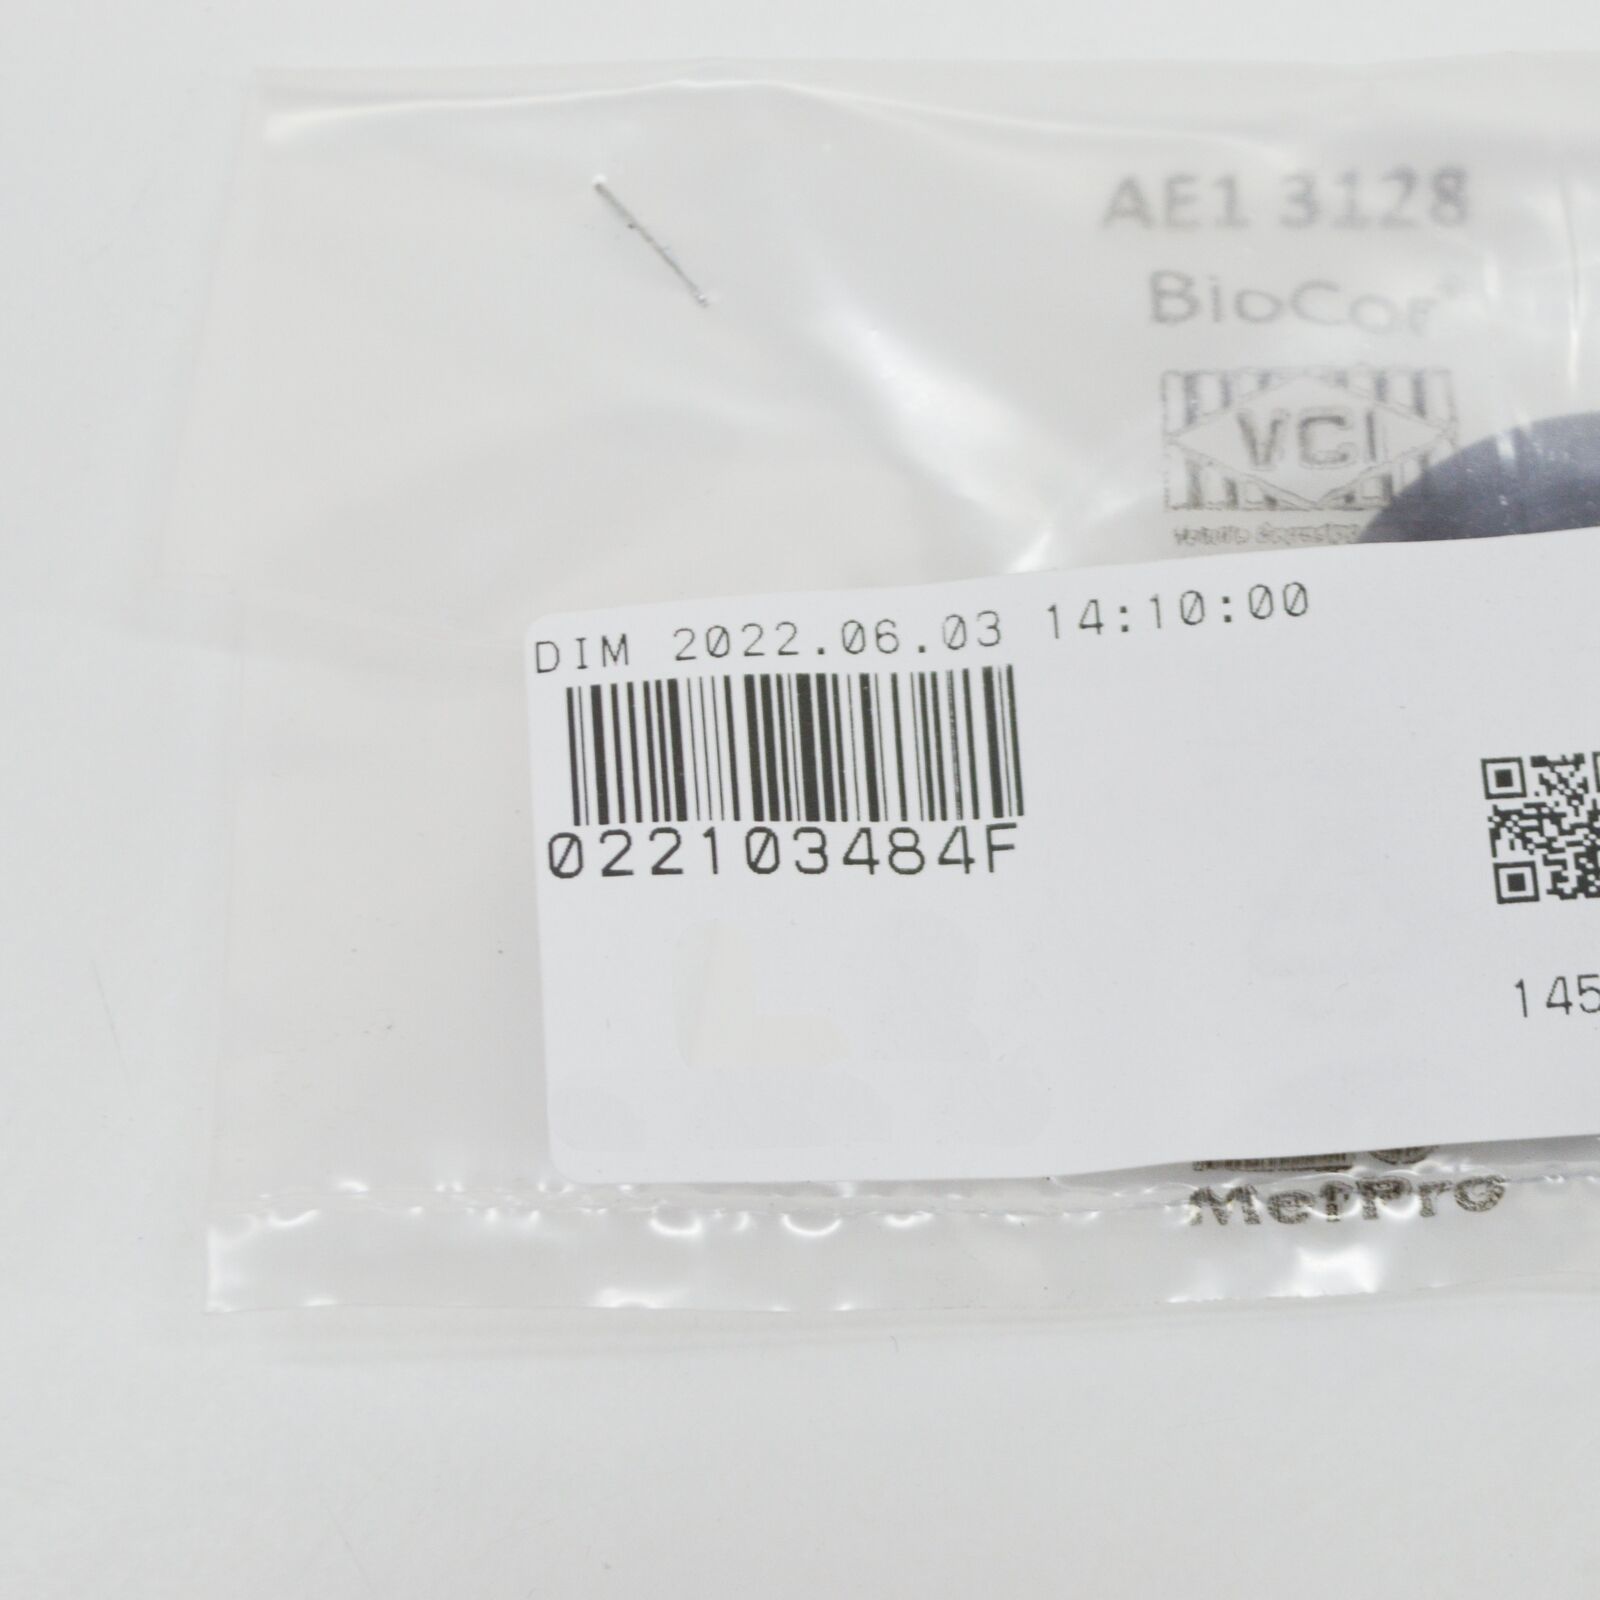 AE1 3128
BioCor®
VCI
DIM 2022.06.03 14:10:00
022103484F
145
MetPro